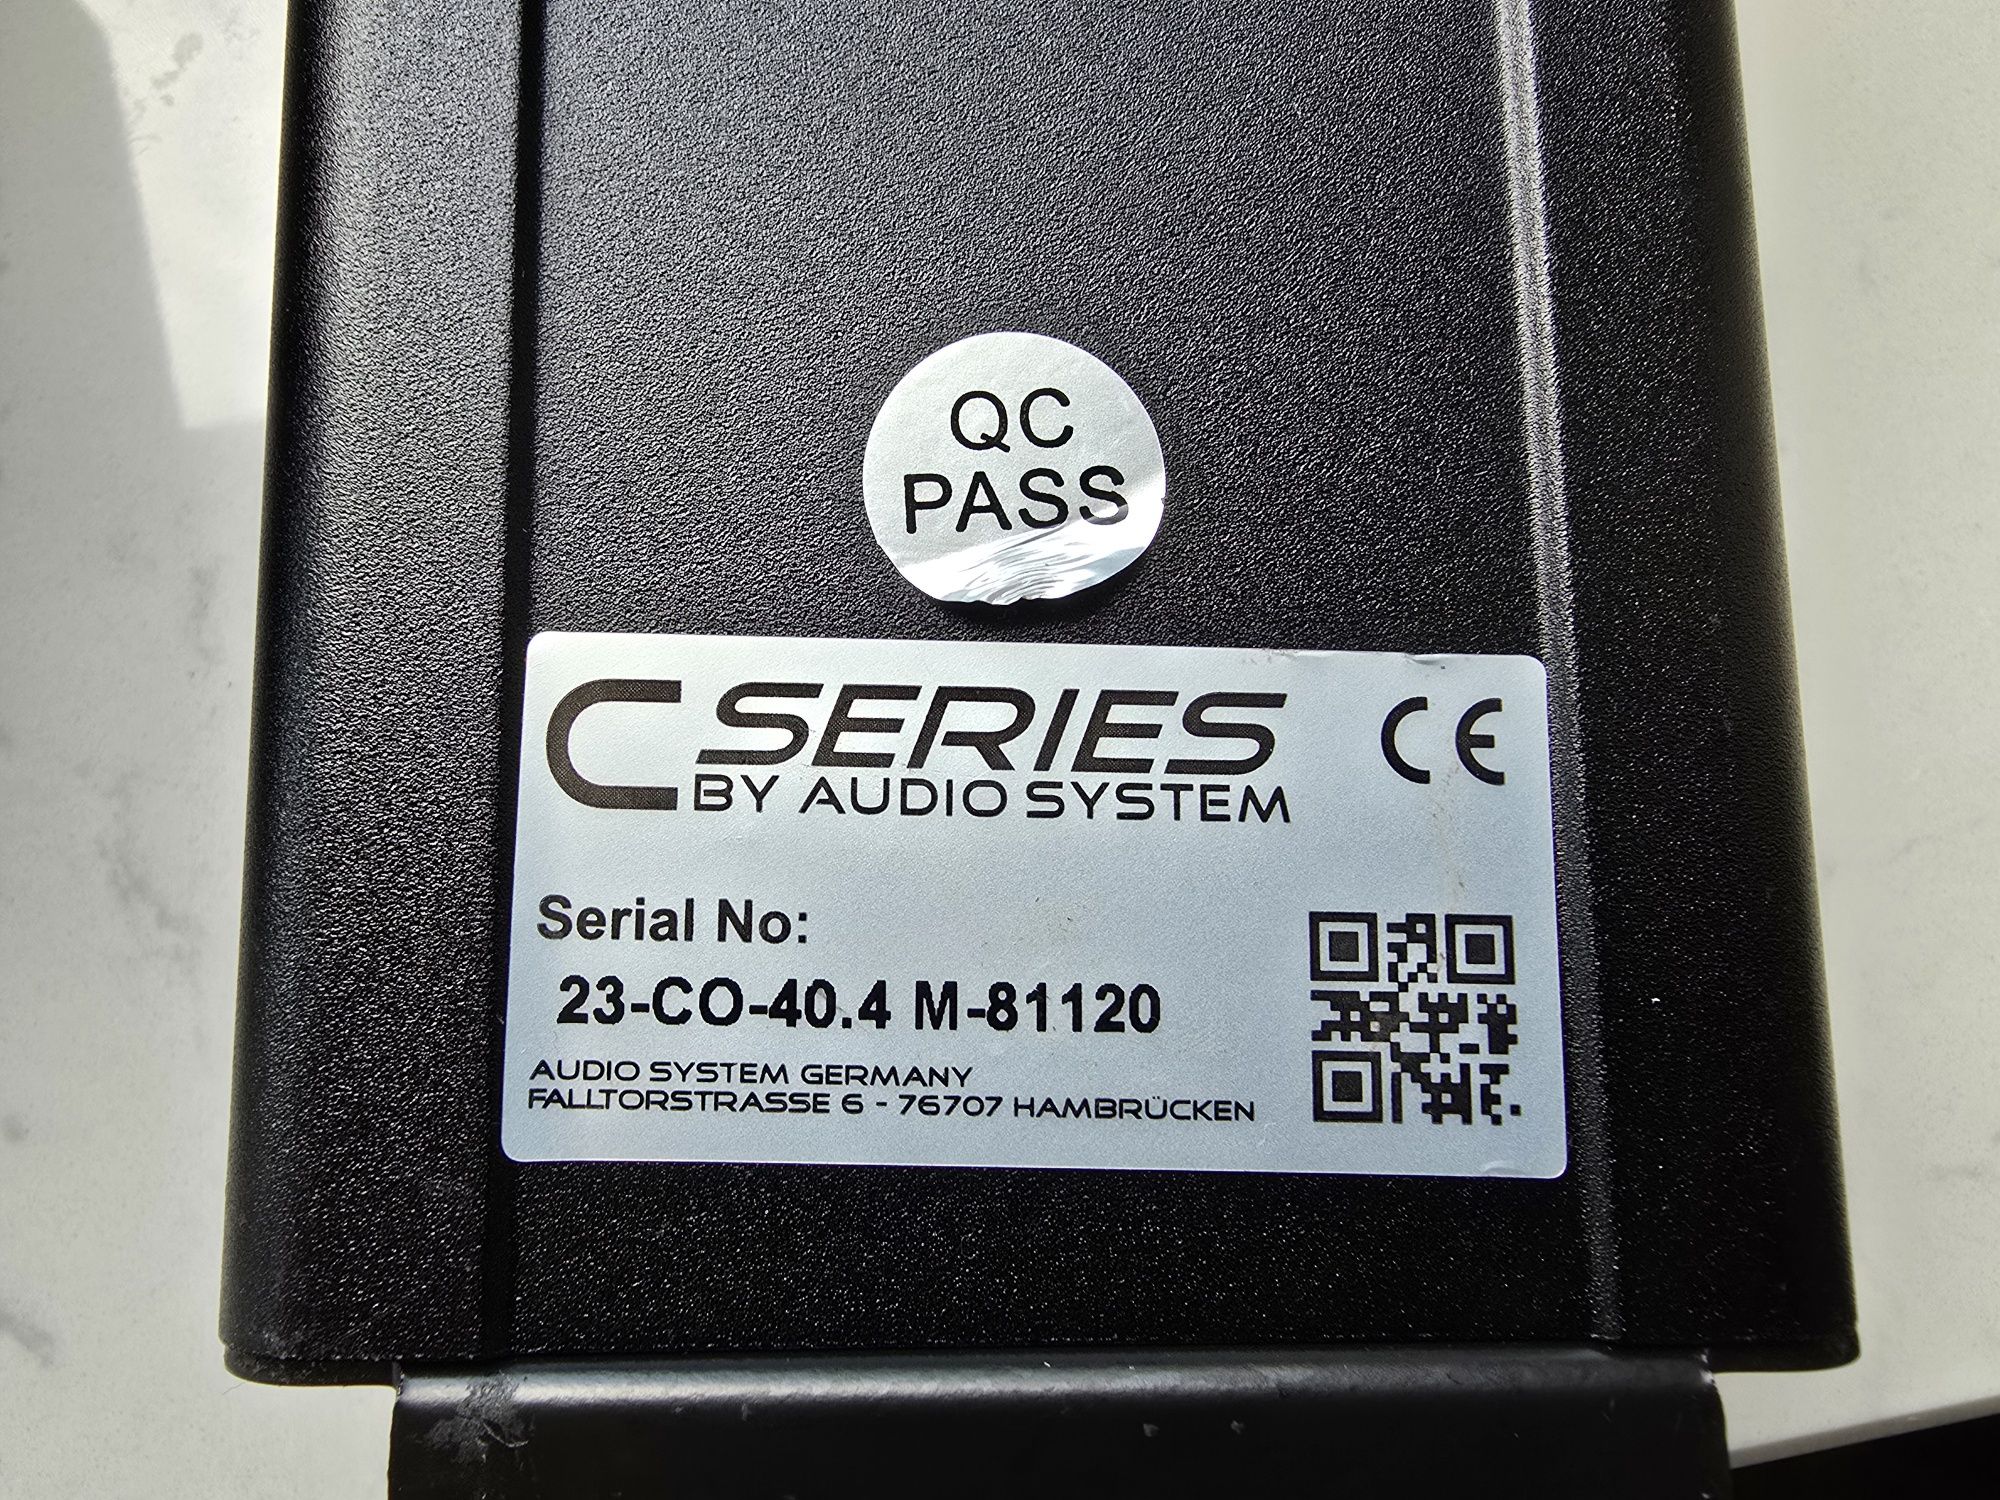 QC
PASS
C SERIES
BY AUDIO SYSTEM
CE
Serial No:
23-CO-40.4 M-81120
AUDIO SYSTEM GERMANY
FALLTORSTRASSE 6 - 76707 HAMBRÜCKEN